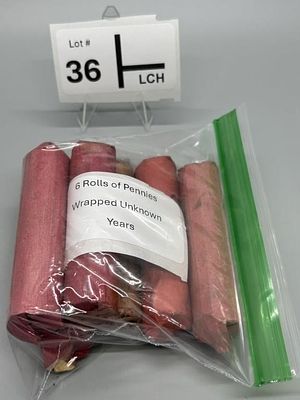 Lot #
36
LCH
6 Rolls of Pennies
Wrapped Unknown
Years